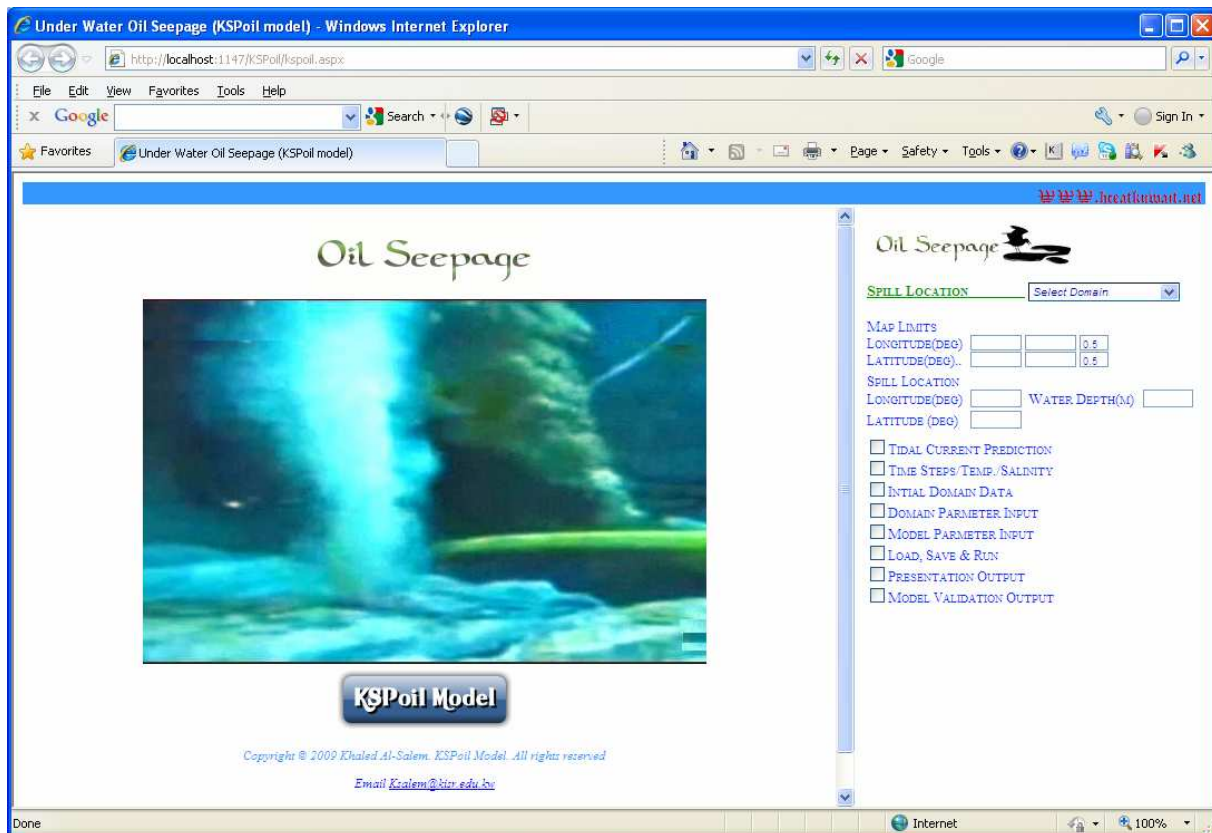 Under Water Oil Seepage (KSPoil model) - Windows Internet Explorer
http://localhost:1147/KSPoil/kspoil.aspx
Google
File Edit View Favorites Tools Help
x Google Search Sign In
Favorites Under Water Oil Seepage (KSPoil model) Page Safety Tools
Oil Seepage
KSPoil Model
Copyright © 2009 Khaled Al-Salem. KSPoil Model. All rights reserved
Email Ksalem@kisr.edu.kw
Oil Seepage
SPILL LOCATION Select Domain
MAP LIMITS
LONGITUDE(DEG) 0.5
LATITUDE(DEG).. 0.5
SPILL LOCATION
LONGITUDE(DEG) WATER DEPTH(M)
LATITUDE (DEG)
TIDAL CURRENT PREDICTION
TIME STEPS/TEMP./SALINITY
INTIAL DOMAIN DATA
DOMAIN PARMETER INPUT
MODEL PARMETER INPUT
LOAD, SAVE & RUN
PRESENTATION OUTPUT
MODEL VALIDATION OUTPUT
Done Internet 100%